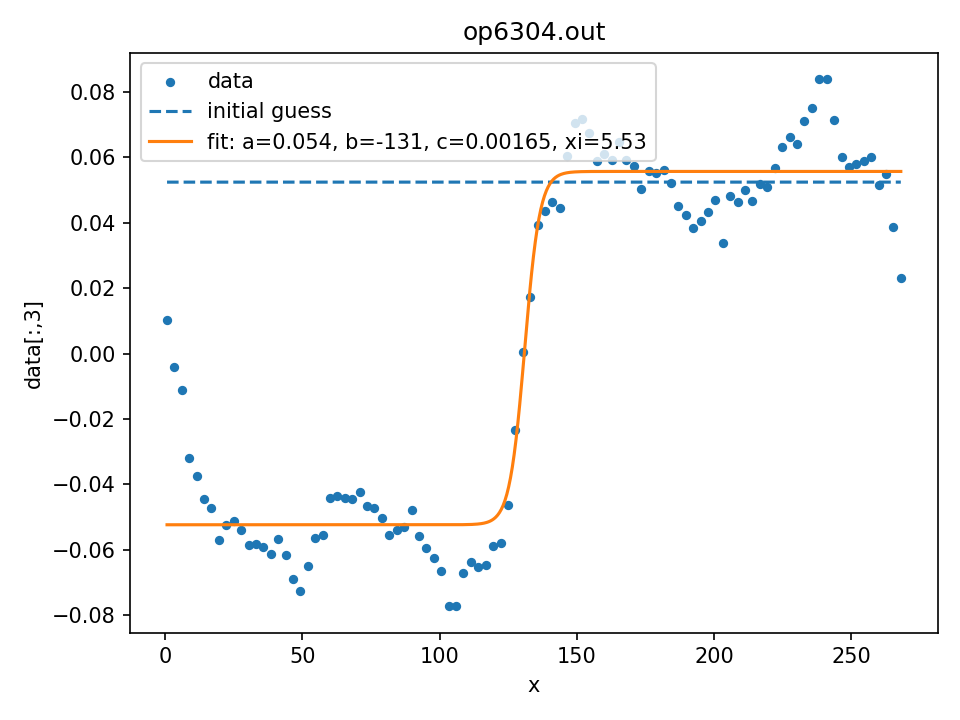 op6304.out
data
initial guess
fit: a=0.054, b=-131, c=0.00165, xi=5.53
0.08
0.06
0.04
0.02
0.00
−0.02
−0.04
−0.06
−0.08
data[:,3]
0 50 100 150 200 250
x